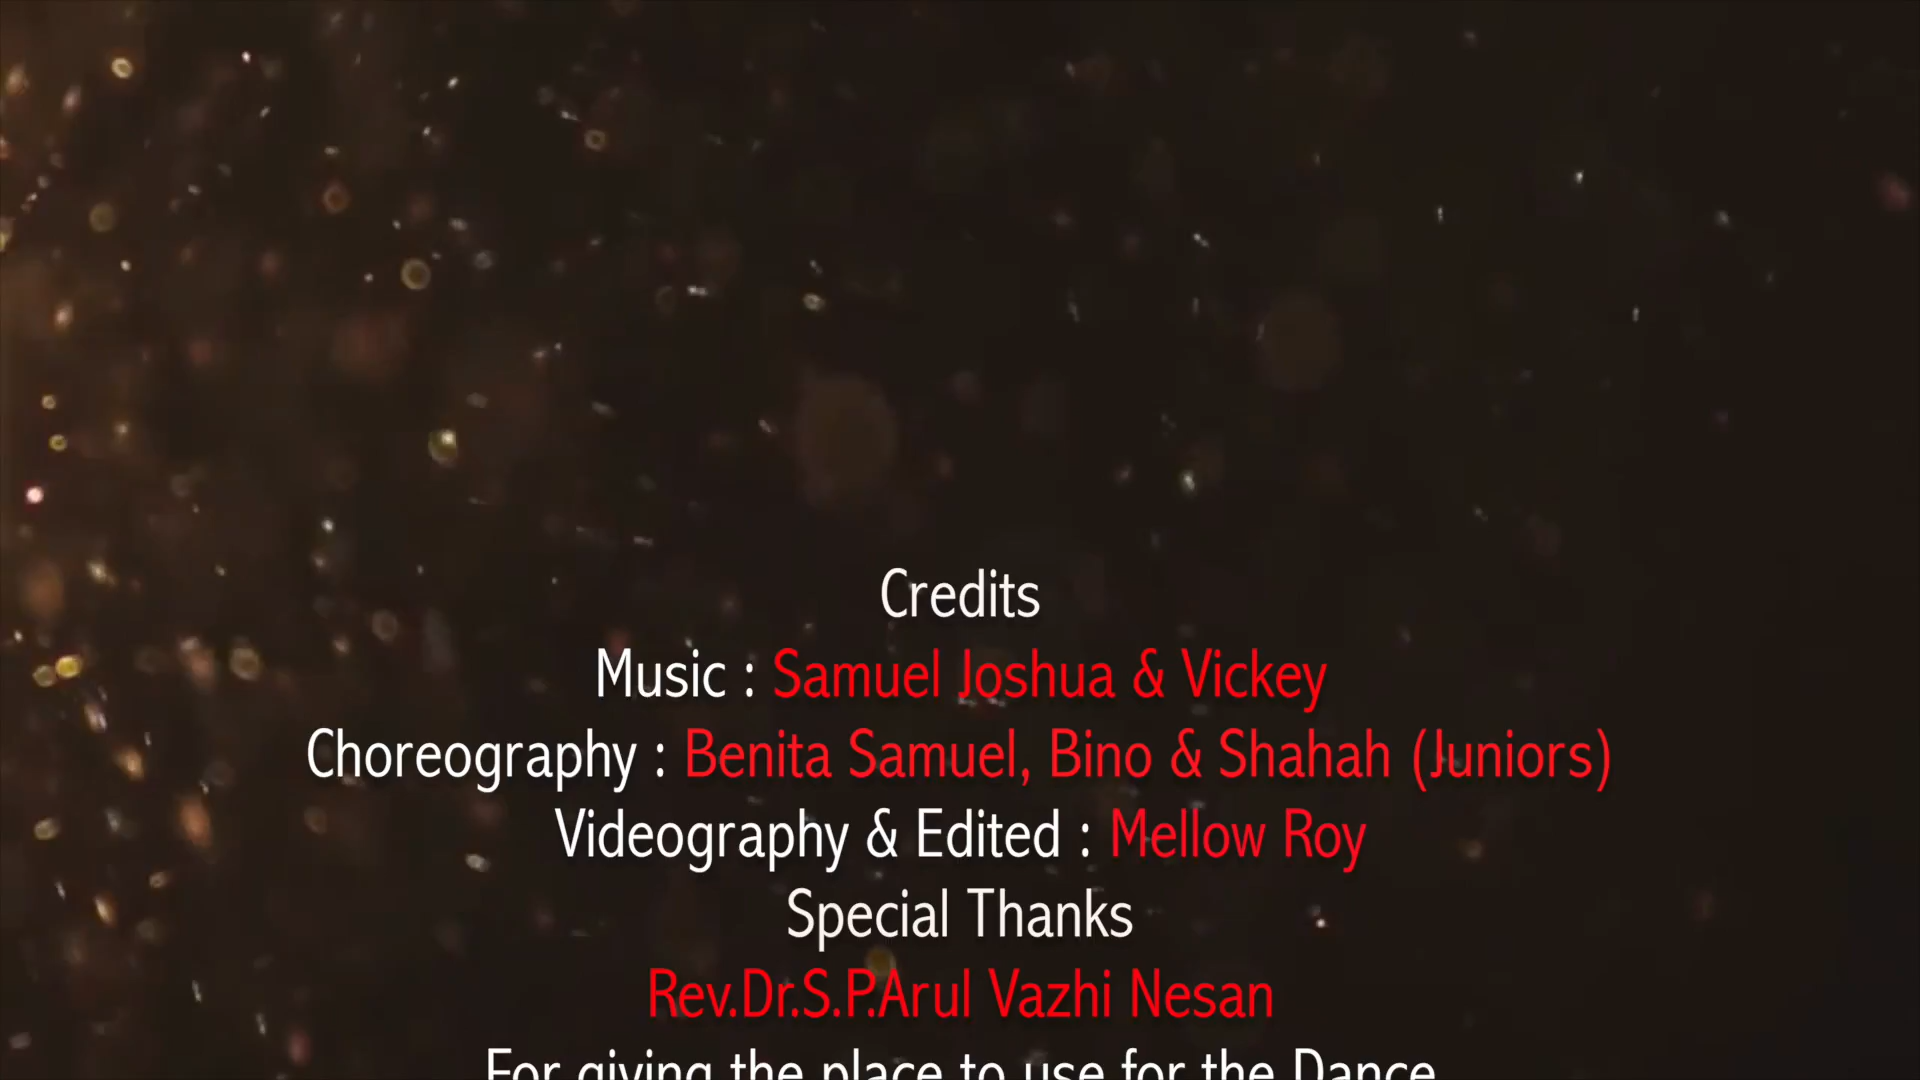 Credits
Music : Samuel Joshua & Vickey
Choreography : Benita Samuel, Bino & Shahah (Juniors)
Videography & Edited : Mellow Roy
Special Thanks
Rev.Dr.S.P.Arul Vazhi Nesan
For giving the place to use for the Dance